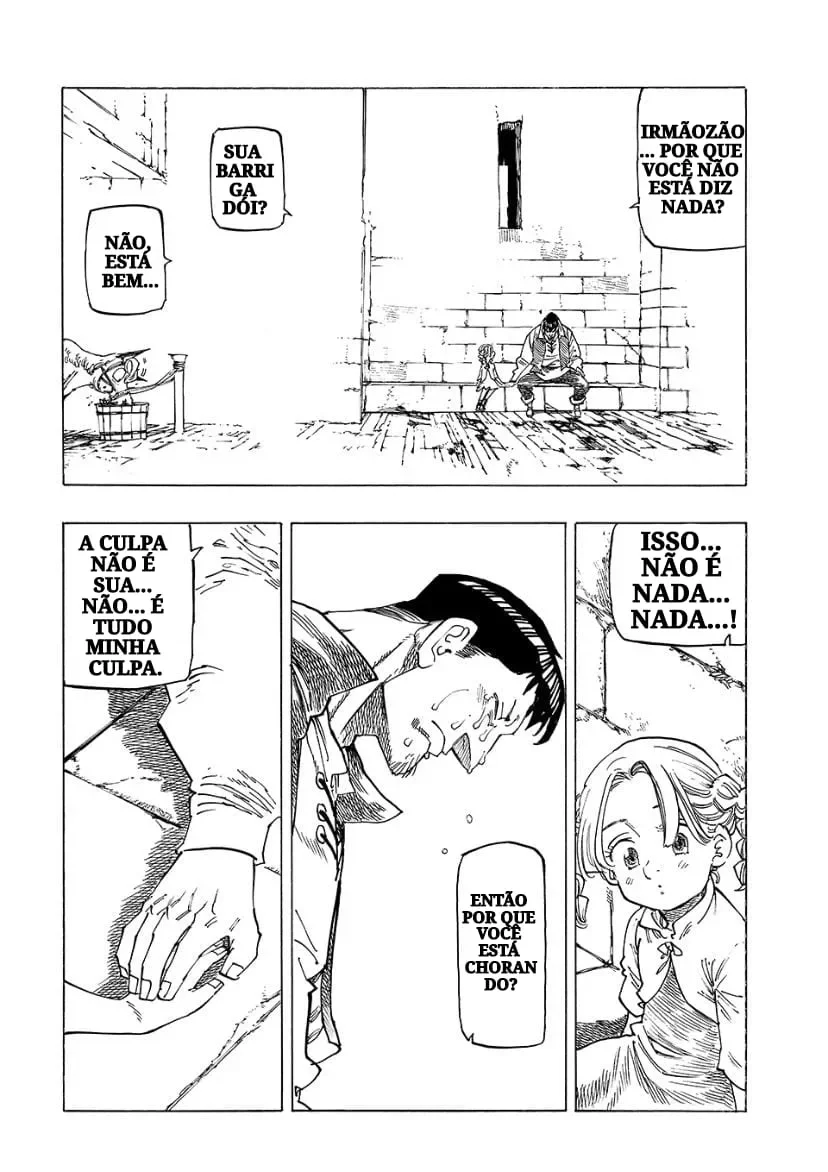 IRMÃOZÃO
... POR QUE
VOCÊ NÃO
ESTÁ DIZ
NADA?
SUA
BARRI
GA
DÓI?
NÃO,
ESTÁ
BEM...
ISSO...
NÃO É
NADA...
NADA...!
ENTÃO
POR QUE
VOCÊ
ESTÁ
CHORAN
DO?
A CULPA
NÃO É
SUA...
NÃO... É
TUDO
MINHA
CULPA.